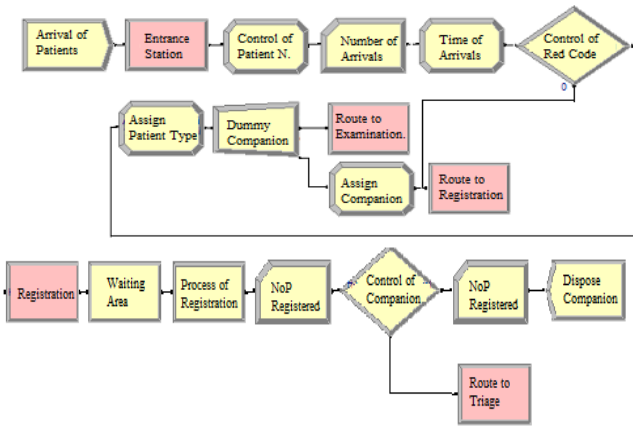 Arrival of
Patients
Entrance
Station
Control of
Patient N.
Number of
Arrivals
Time of
Arrivals
Control of
Red Code
0
Assign
Patient Type
Dummy
Companion
Route to
Examination.
Assign
Companion
Route to
Registration
Registration
Waiting
Area
Process of
Registration
NoP
Registered
Control of
Companion
NoP
Registered
Dispose
Companion
Route to
Triage